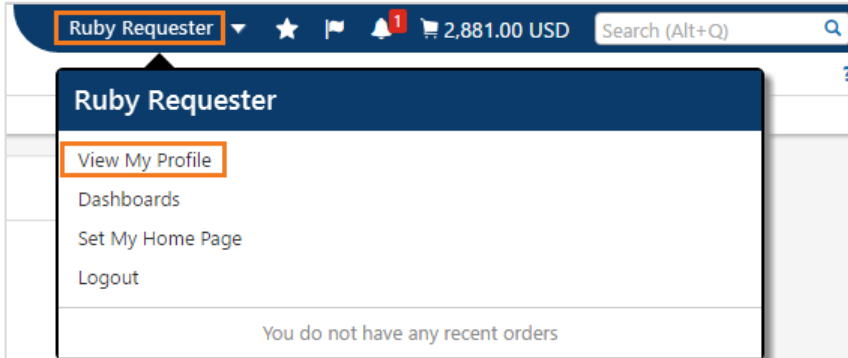 Ruby Requester
1
2,881.00 USD
Search (Alt+Q)
Ruby Requester
View My Profile
Dashboards
Set My Home Page
Logout
You do not have any recent orders